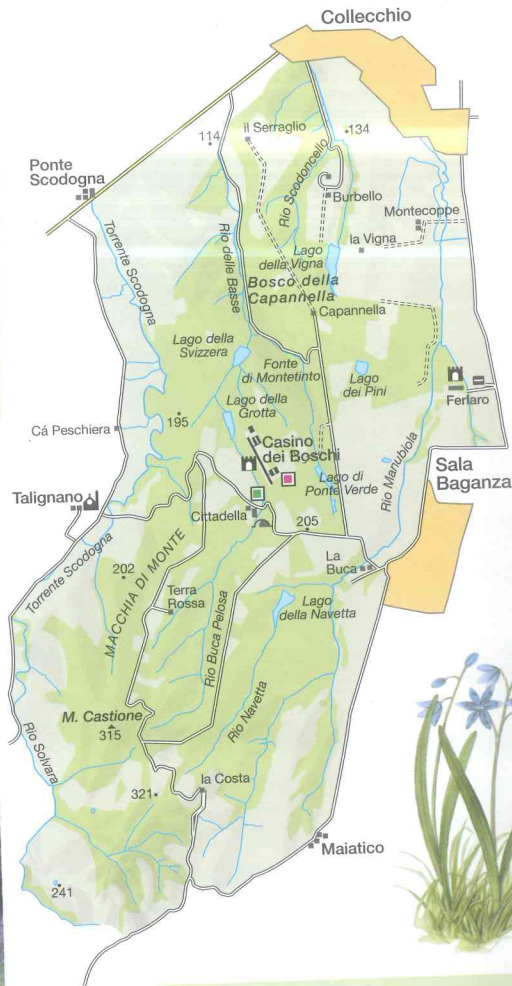 Collecchio
il Serraglio
134
114
Ponte
Scodogna
Rio Scodoncello
Burbello
Montecoppe
la Vigna
Torrente Scodogna
Rio delle Basse
Lago
della Vigna
Bosco della
Capannella
Capannella
Lago della
Svizzera
Fonte
di Montetinto
Lago
dei Pini
Lago della
Grotta
Ferlaro
195
Cá Peschiera
Casino
dei Boschi
Rio Manubiola
Sala
Baganza
Lago di
Ponte Verde
Talignano
Cittadella
205
Torrente Scodogna
202
MACCHIA DI MONTE
La
Buca
Terra
Rossa
Rio Buca Pelosa
Lago
della Navetta
M. Castione
315
Rio Navetta
Rio Solvara
la Costa
321
Maiatico
241